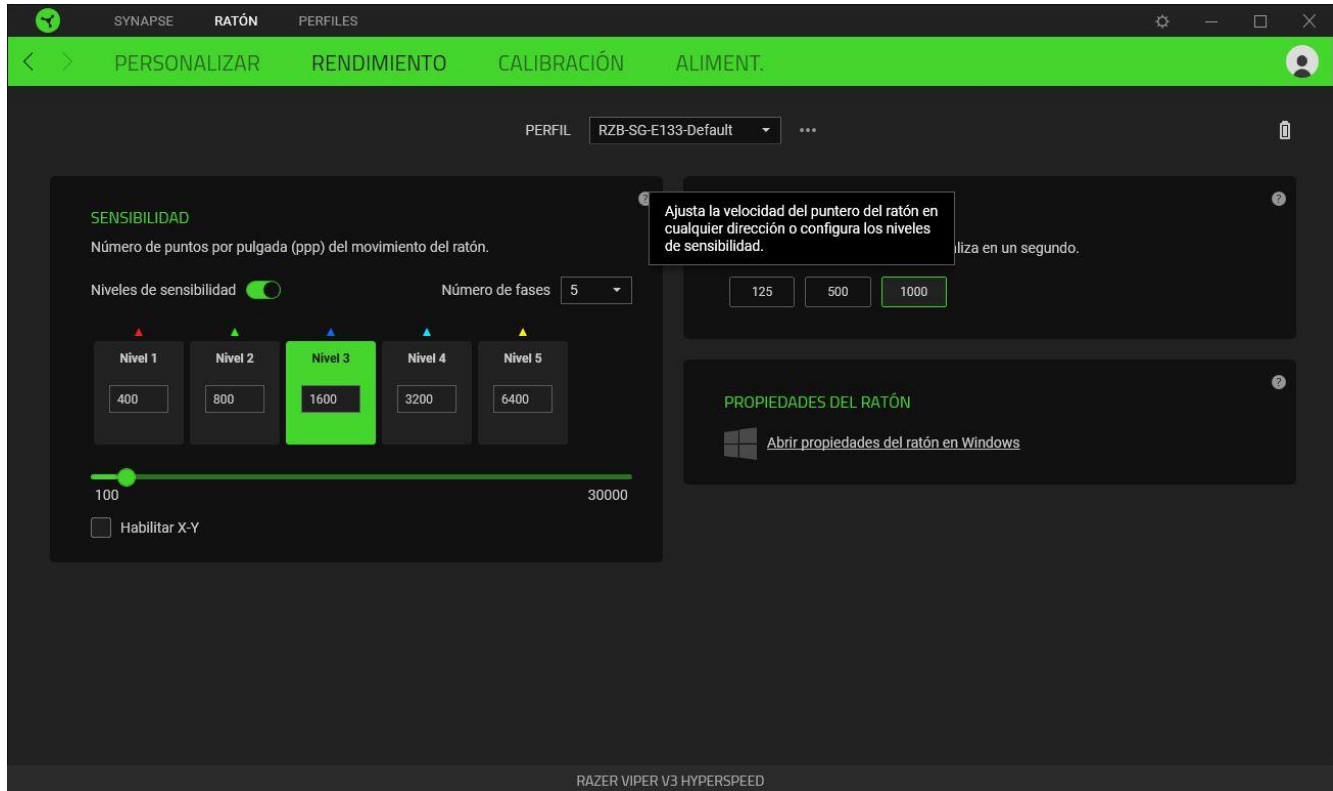 SYNAPSE RATÓN PERFILES
PERSONALIZAR RENDIMIENTO CALIBRACIÓN ALIMENT.
PERFIL RZB-SG-E133-Default
SENSIBILIDAD
Número de puntos por pulgada (ppp) del movimiento del ratón.
Niveles de sensibilidad
Número de fases 5
Nivel 1 Nivel 2 Nivel 3 Nivel 4 Nivel 5
400 800 1600 3200 6400
100 30000
Habilitar X-Y
Ajusta la velocidad del puntero del ratón en
cualquier dirección o configura los niveles
de sensibilidad.
en un segundo.
125 500 1000
PROPIEDADES DEL RATÓN
Abrir propiedades del ratón en Windows
RAZER VIPER V3 HYPERSPEED